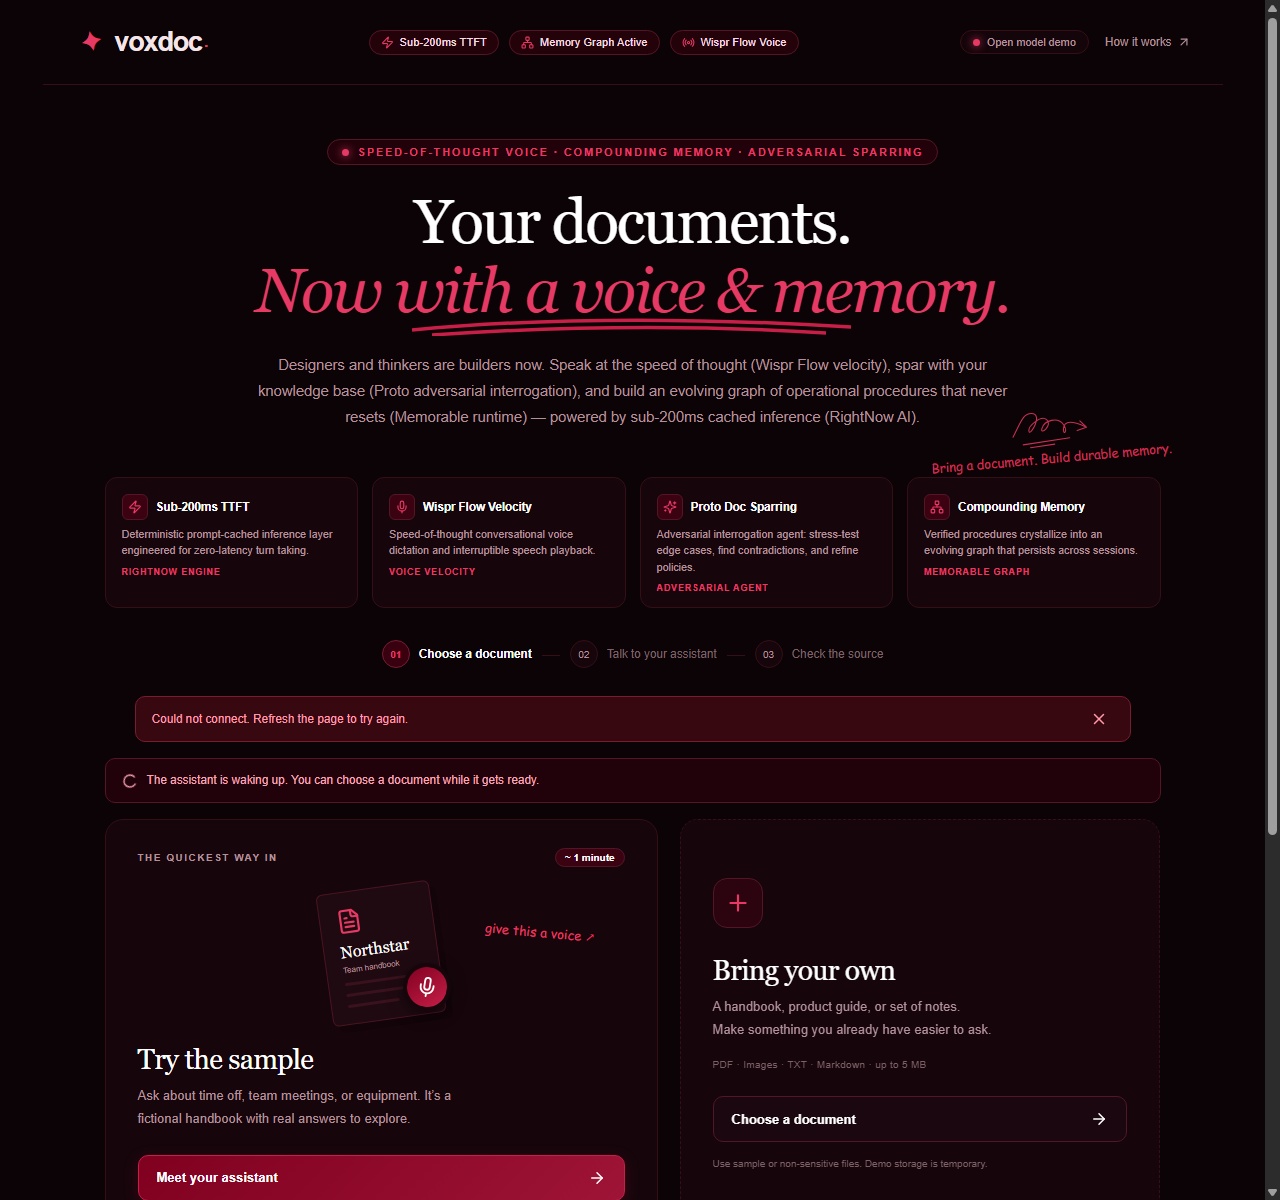 voxdoc.
Sub-200ms TTFT
Memory Graph Active
Wispr Flow Voice
Open model demo
How it works ↗
SPEED-OF-THOUGHT VOICE · COMPOUNDING MEMORY · ADVERSARIAL SPARRING
Your documents.
Now with a voice & memory.
Designers and thinkers are builders now. Speak at the speed of thought (Wispr Flow velocity), spar with your
knowledge base (Proto adversarial interrogation), and build an evolving graph of operational procedures that never
resets (Memorable runtime) — powered by sub-200ms cached inference (RightNow AI).
Bring a document. Build durable memory.
Sub-200ms TTFT
Deterministic prompt-cached inference layer
engineered for zero-latency turn taking.
RIGHTNOW ENGINE
Wispr Flow Velocity
Speed-of-thought conversational voice
dictation and interruptible speech playback.
VOICE VELOCITY
Proto Doc Sparring
Adversarial interrogation agent: stress-test
edge cases, find contradictions, and refine
policies.
ADVERSARIAL AGENT
Compounding Memory
Verified procedures crystallize into an
evolving graph that persists across sessions.
MEMORABLE GRAPH
01 Choose a document
02 Talk to your assistant
03 Check the source
Could not connect. Refresh the page to try again.
The assistant is waking up. You can choose a document while it gets ready.
THE QUICKEST WAY IN
~ 1 minute
Northstar
Team handbook
give this a voice ↗
Try the sample
Ask about time off, team meetings, or equipment. It's a
fictional handbook with real answers to explore.
Meet your assistant →
Bring your own
A handbook, product guide, or set of notes.
Make something you already have easier to ask.
PDF · Images · TXT · Markdown · up to 5 MB
Choose a document →
Use sample or non-sensitive files. Demo storage is temporary.